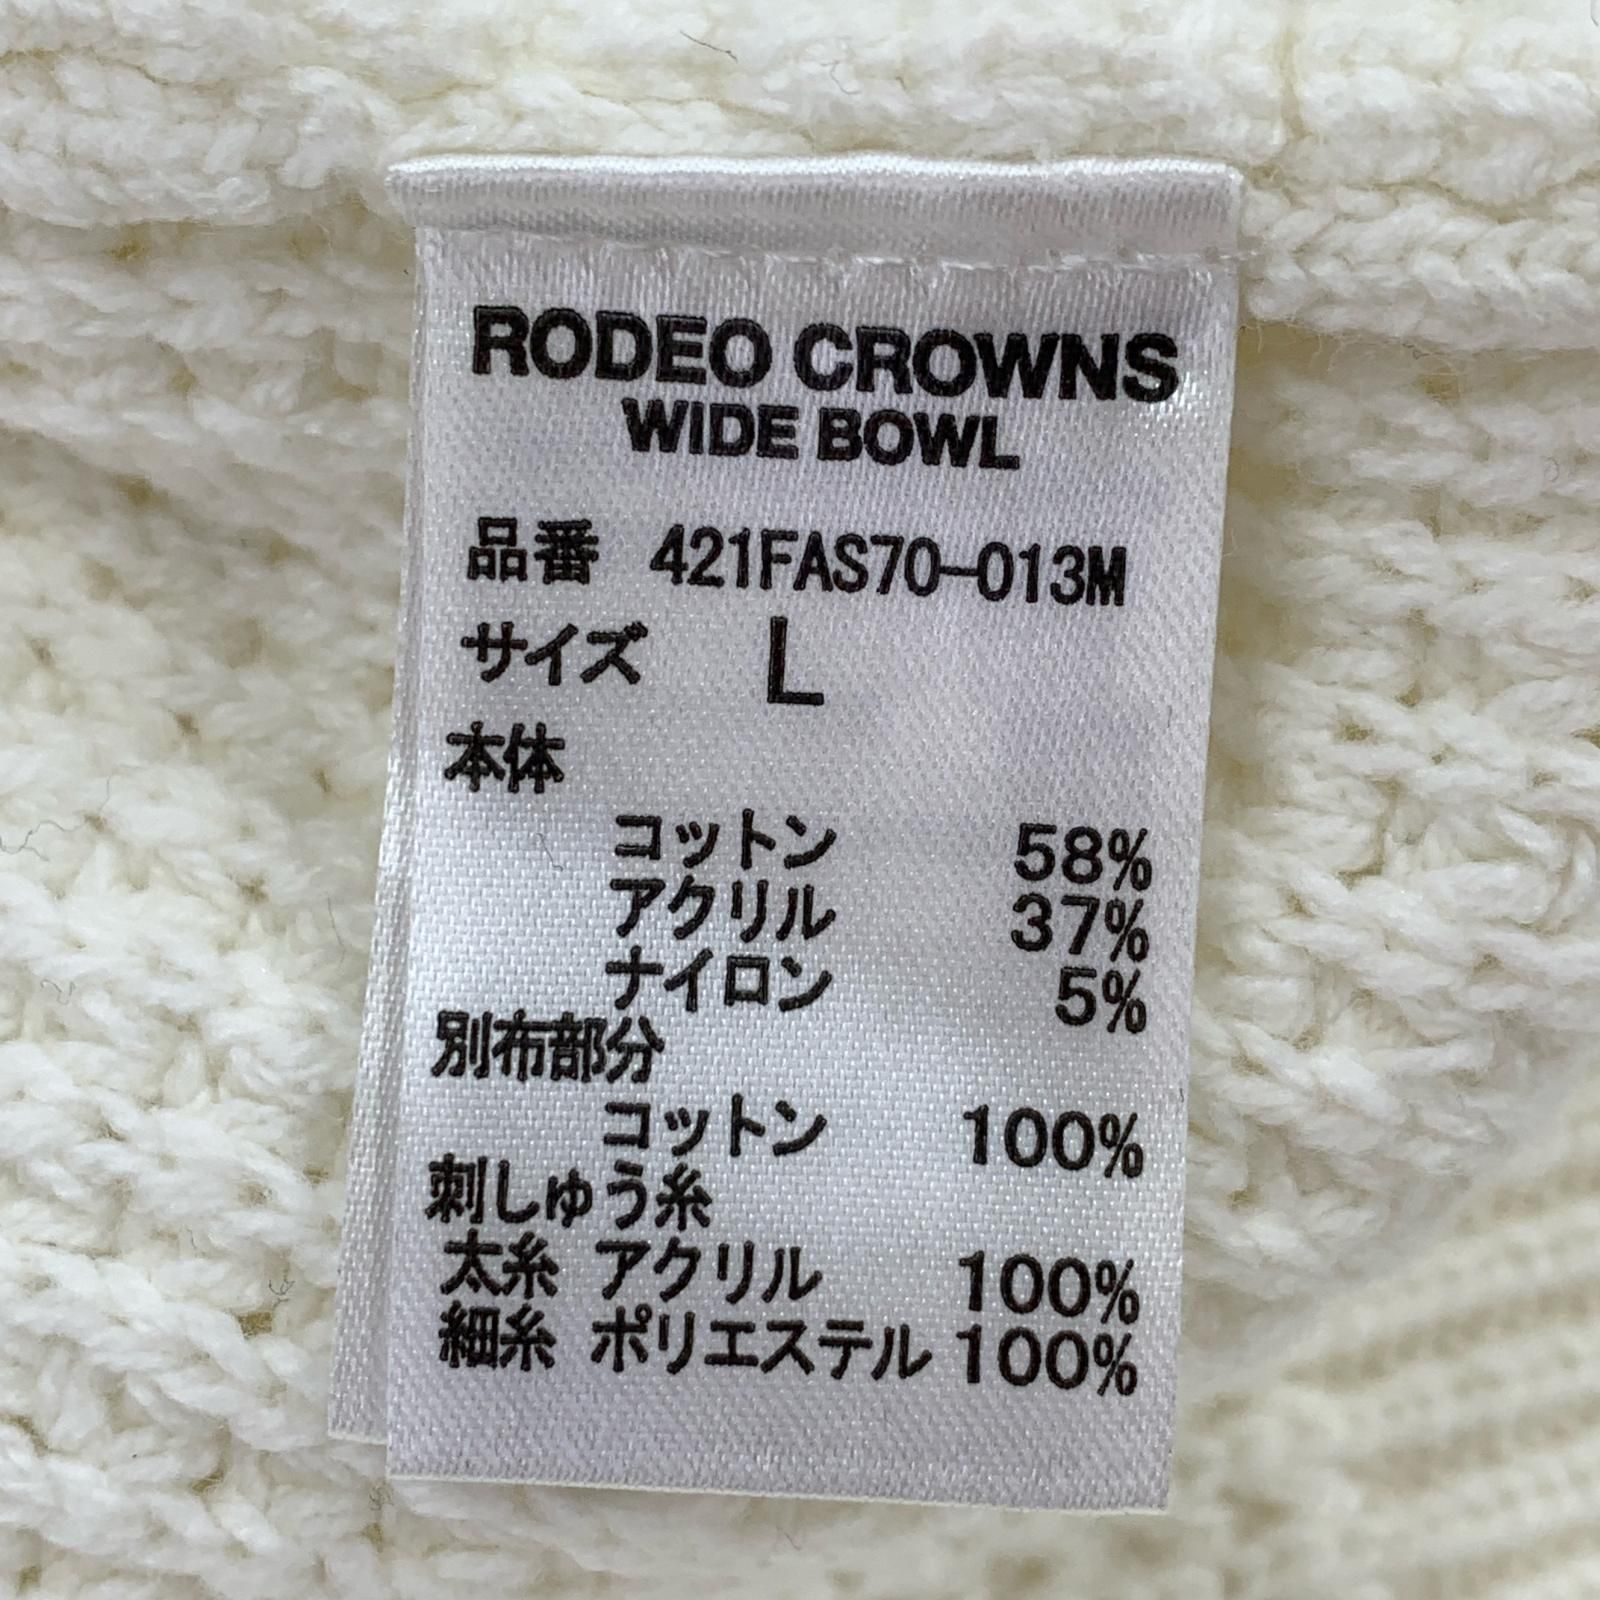 RODEO CROWNS
WIDE BOWL
品番 421FAS70-013M
サイズ L
本体
コットン 58%
アクリル 37%
ナイロン 5%
別布部分
コットン 100%
刺しゅう糸
太糸 アクリル 100%
細糸 ポリエステル 100%